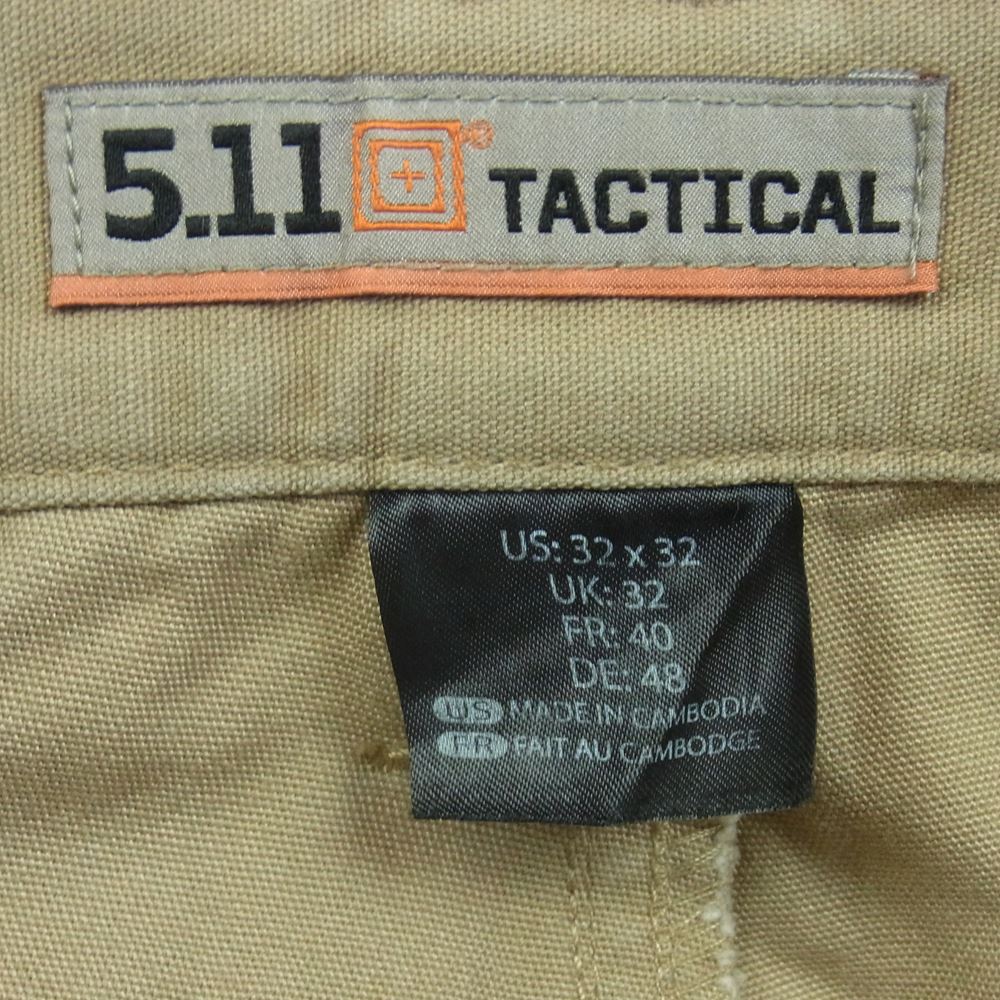 5.11® TACTICAL
US: 32 x 32
UK: 32
FR: 40
DE: 48
US MADE IN CAMBODIA
FR FAIT AU CAMBODGE